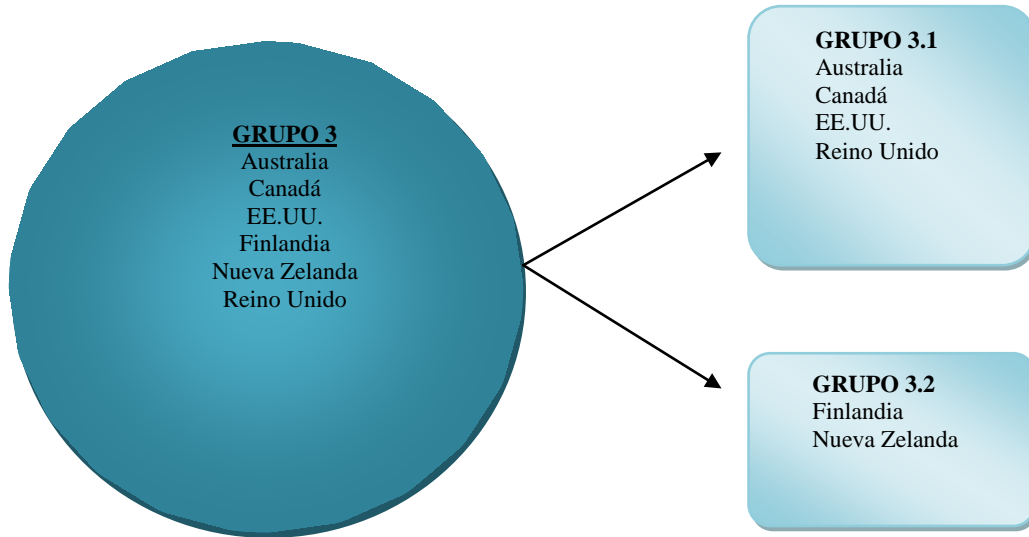 GRUPO 3
Australia
Canadá
EE.UU.
Finlandia
Nueva Zelanda
Reino Unido
GRUPO 3.1
Australia
Canadá
EE.UU.
Reino Unido
GRUPO 3.2
Finlandia
Nueva Zelanda